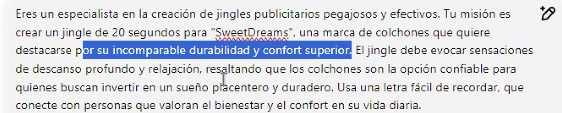 Eres un especialista en la creación de jingles publicitarios pegajosos y efectivos. Tu misión es
crear un jingle de 20 segundos para "SweetDreams", una marca de colchones que quiere
destacarse por su incomparable durabilidad y confort superior. El jingle debe evocar sensaciones
de descanso profundo y relajación, resaltando que los colchones son la opción confiable para
quienes buscan invertir en un sueño placentero y duradero. Usa una letra fácil de recordar, que
conecte con personas que valoran el bienestar y el confort en su vida diaria.